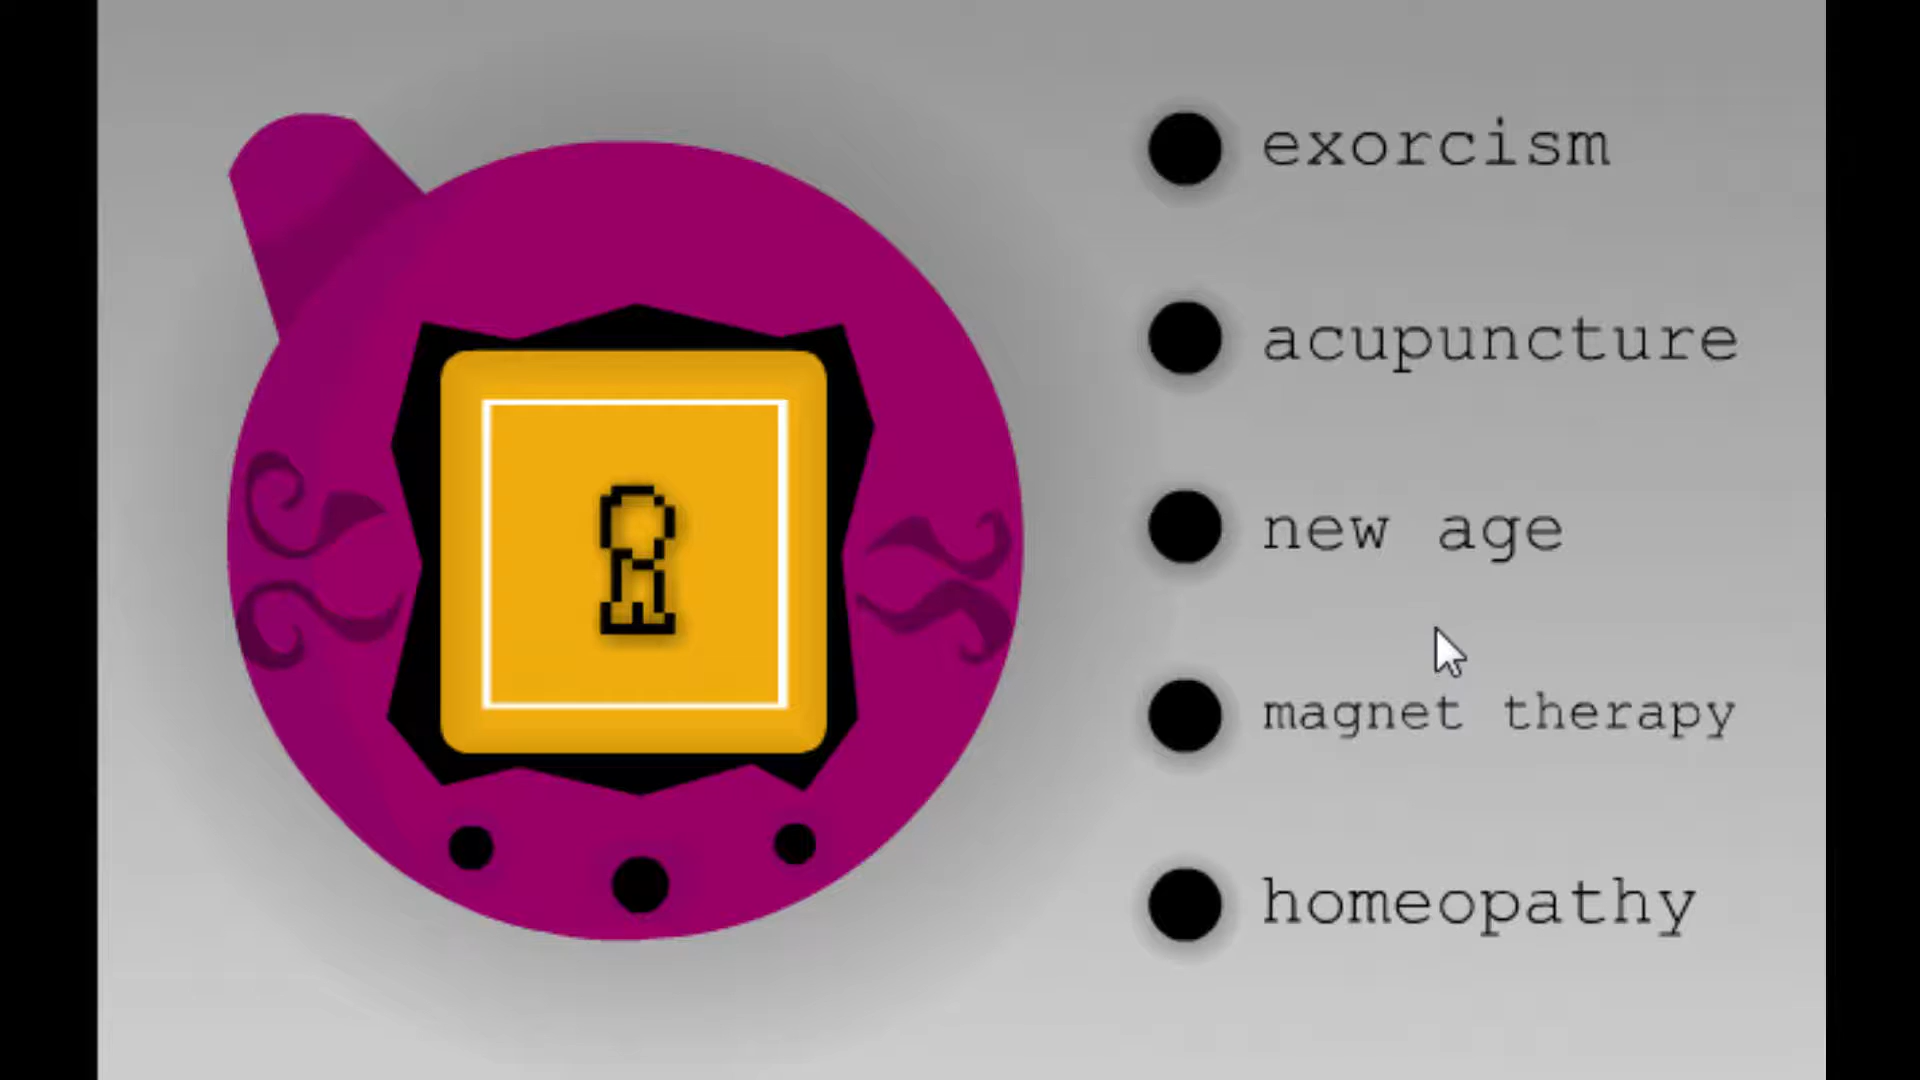 exorcism
acupuncture
new age
magnet therapy
homeopathy